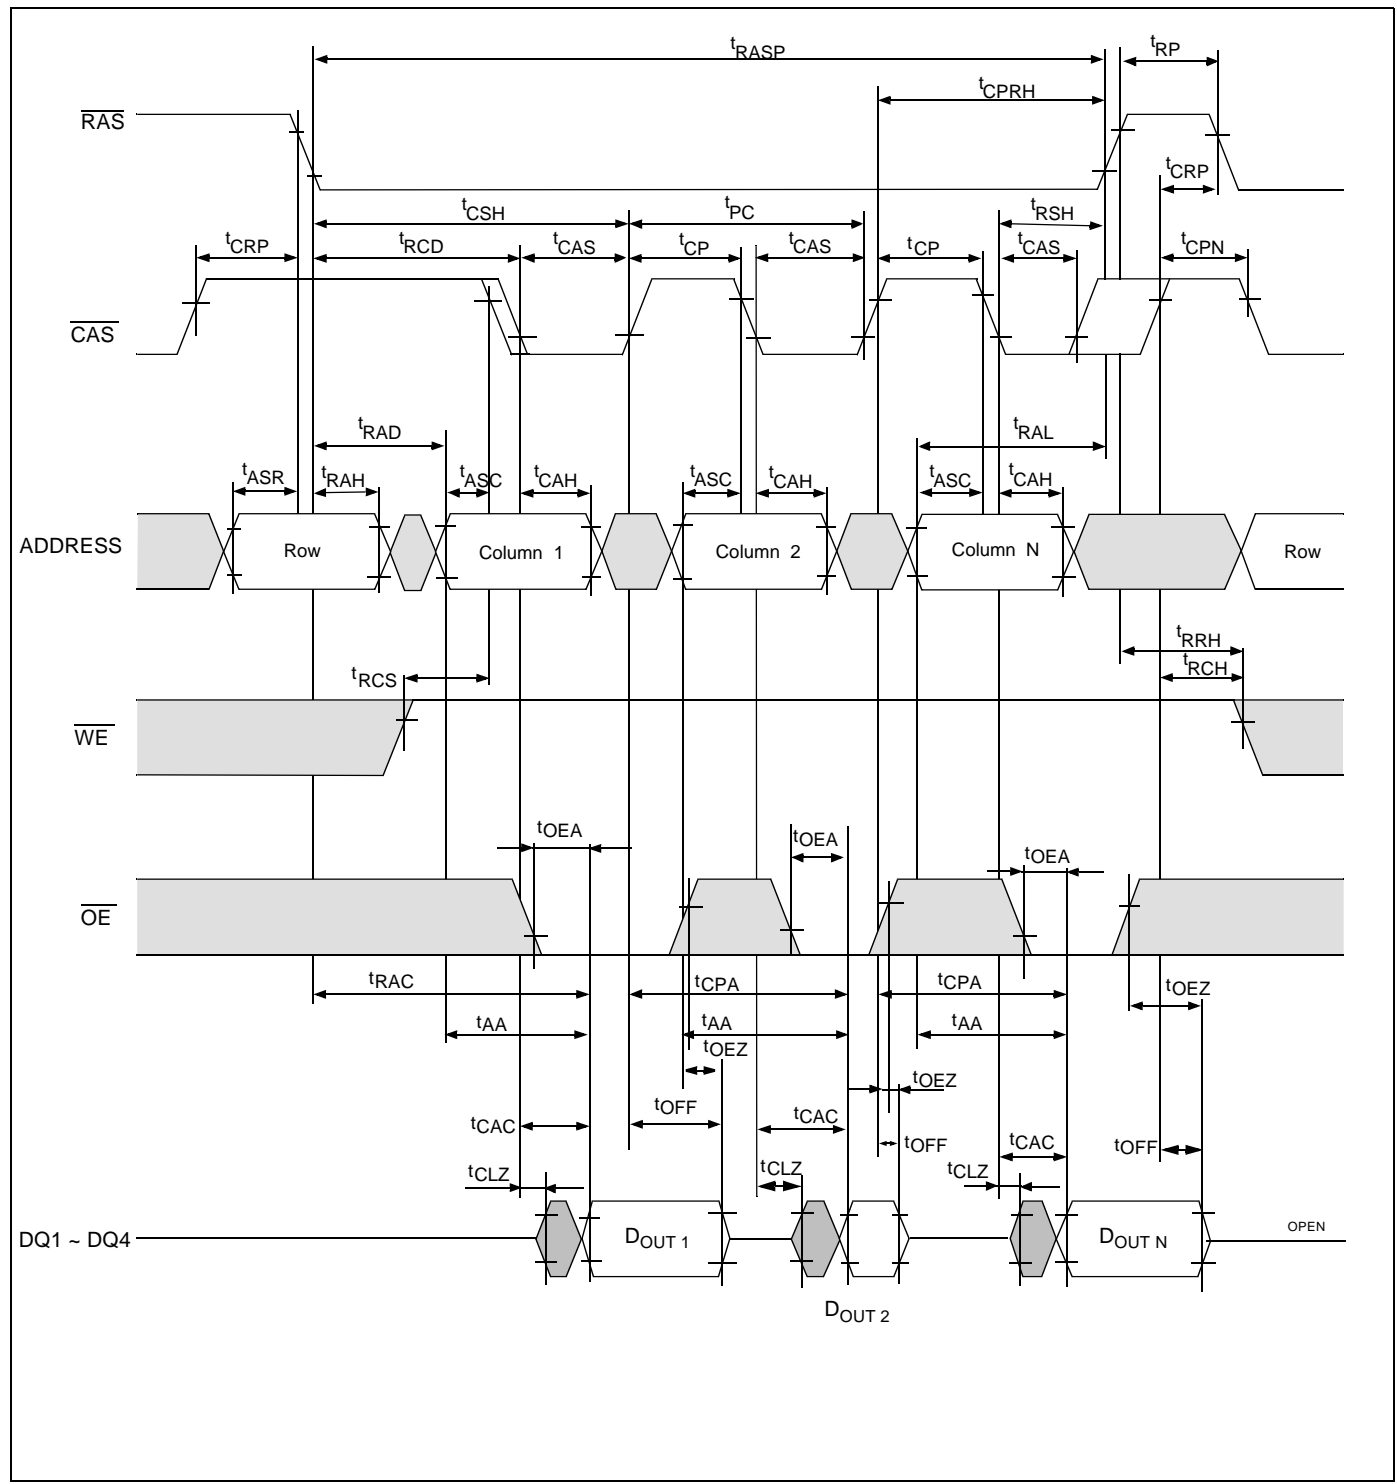 tRASP
tRP
tCPRH
RAS
tCRP
tCSH
tPC
tRSH
tCRP
tRCD
tCAS
tCP
tCAS
tCP
tCAS
tCPN
CAS
tRAD
tRAL
tASR
tRAH
tASC
tCAH
tASC
tCAH
tASC
tCAH
ADDRESS
Row
Column 1
Column 2
Column N
Row
tRRH
tRCS
tRCH
WE
tOEA
tOEA
tOEA
OE
tRAC
tCPA
tCPA
tOEZ
tAA
tAA
tAA
tOEZ
tOEZ
tOFF
tCAC
tCAC
tOFF
tCAC
tOFF
tCLZ
tCLZ
tCLZ
DQ1 ~ DQ4
DOUT 1
DOUT N
OPEN
DOUT 2